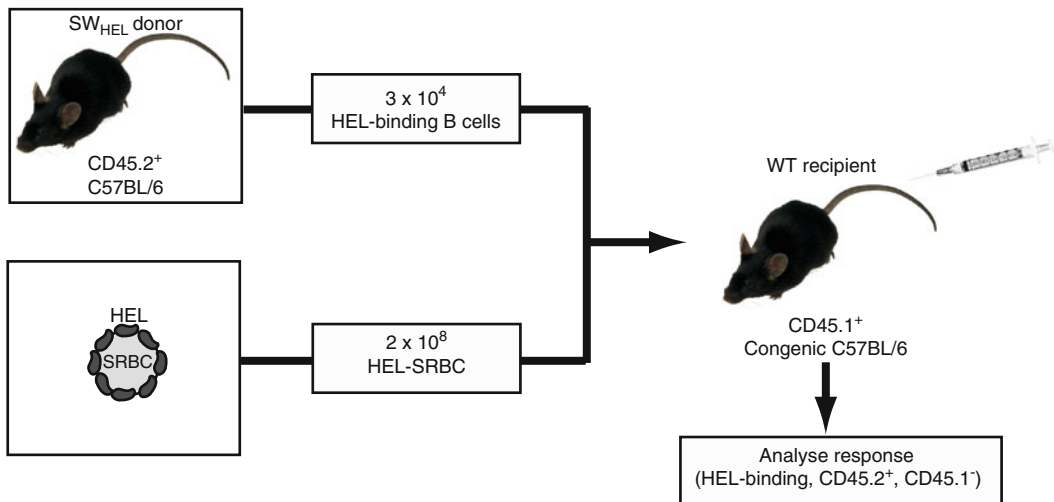 SW_HEL donor
CD45.2⁺
C57BL/6
3 x 10⁴
HEL-binding B cells
HEL
SRBC
2 x 10⁸
HEL-SRBC
WT recipient
CD45.1⁺
Congenic C57BL/6
Analyse response
(HEL-binding, CD45.2⁺, CD45.1⁻)